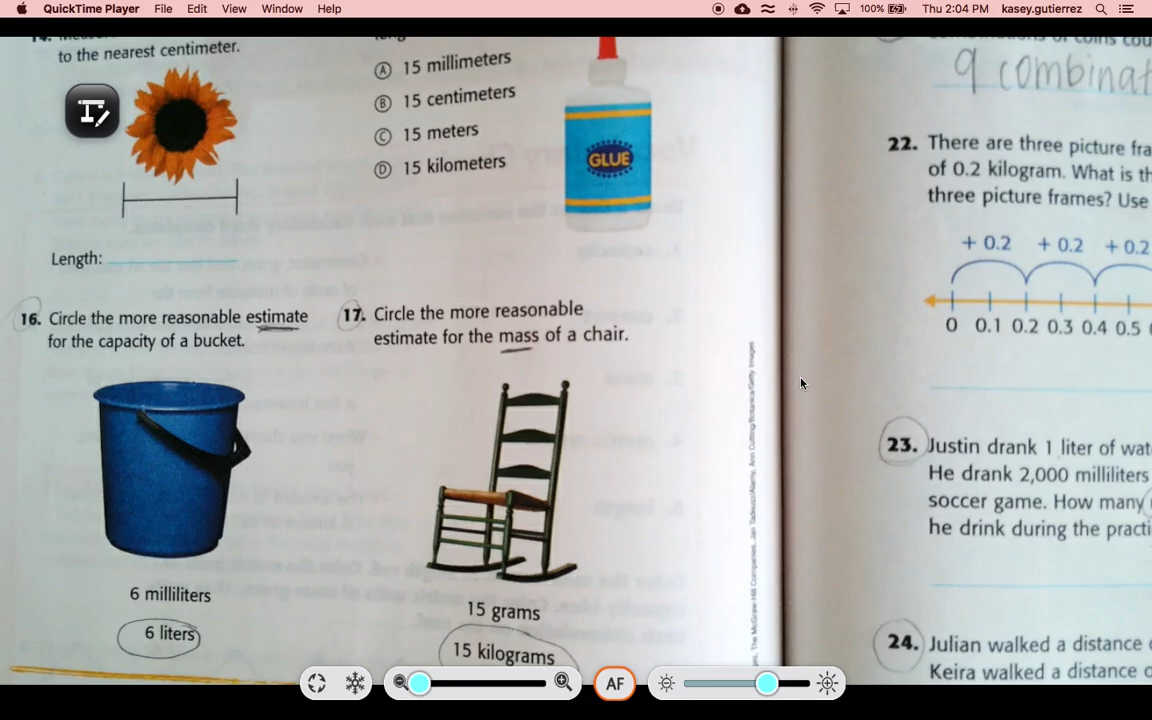 QuickTime Player File Edit View Window Help 100% Thu 2:04 PM kasey.gutierrez
to the nearest centimeter.
Length:
A 15 millimeters
B 15 centimeters
C 15 meters
D 15 kilometers
GLUE
16. Circle the more reasonable estimate
for the capacity of a bucket.
6 milliliters
6 liters
17. Circle the more reasonable
estimate for the mass of a chair.
15 grams
15 kilograms
9 combinat
22. There are three picture fra
of 0.2 kilogram. What is th
three picture frames? Use
+ 0.2 + 0.2 + 0.2
0 0.1 0.2 0.3 0.4 0.5
23. Justin drank 1 liter of wat
He drank 2,000 milliliters
soccer game. How many
he drink during the practi
24. Julian walked a distance
Keira walked a distance
AF